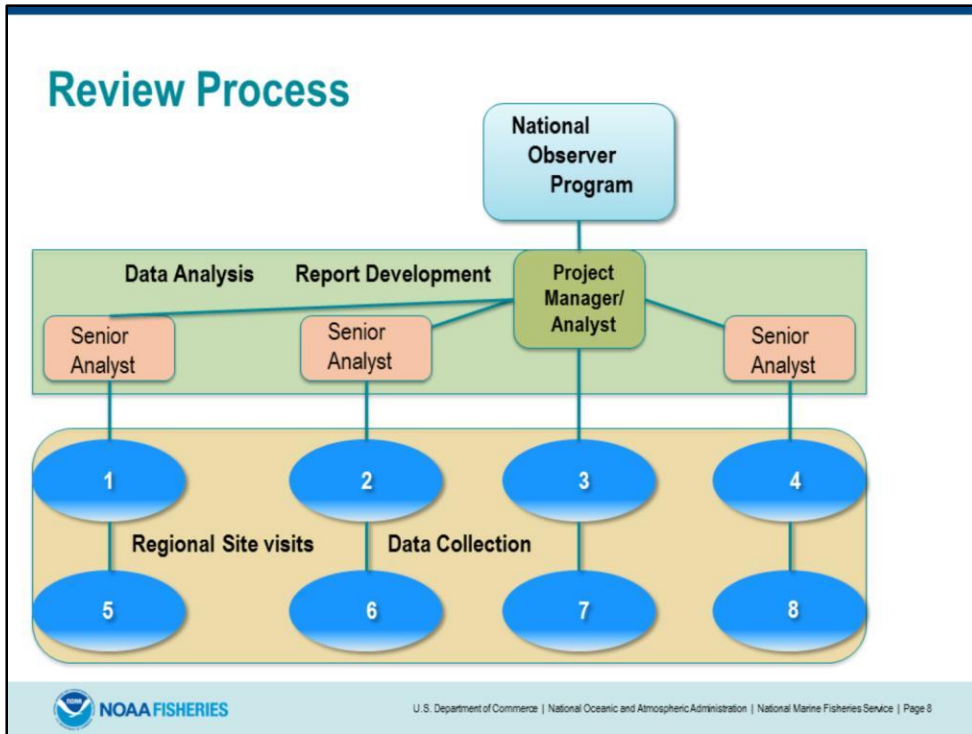 Review Process
National
Observer
Program
Data Analysis
Report Development
Project
Manager/
Analyst
Senior
Analyst
Senior
Analyst
Senior
Analyst
1
2
3
4
Regional Site visits
Data Collection
5
6
7
8
NOAA
NOAA FISHERIES
U.S. Department of Commerce | National Oceanic and Atmospheric Administration | National Marine Fisheries Service | Page 8